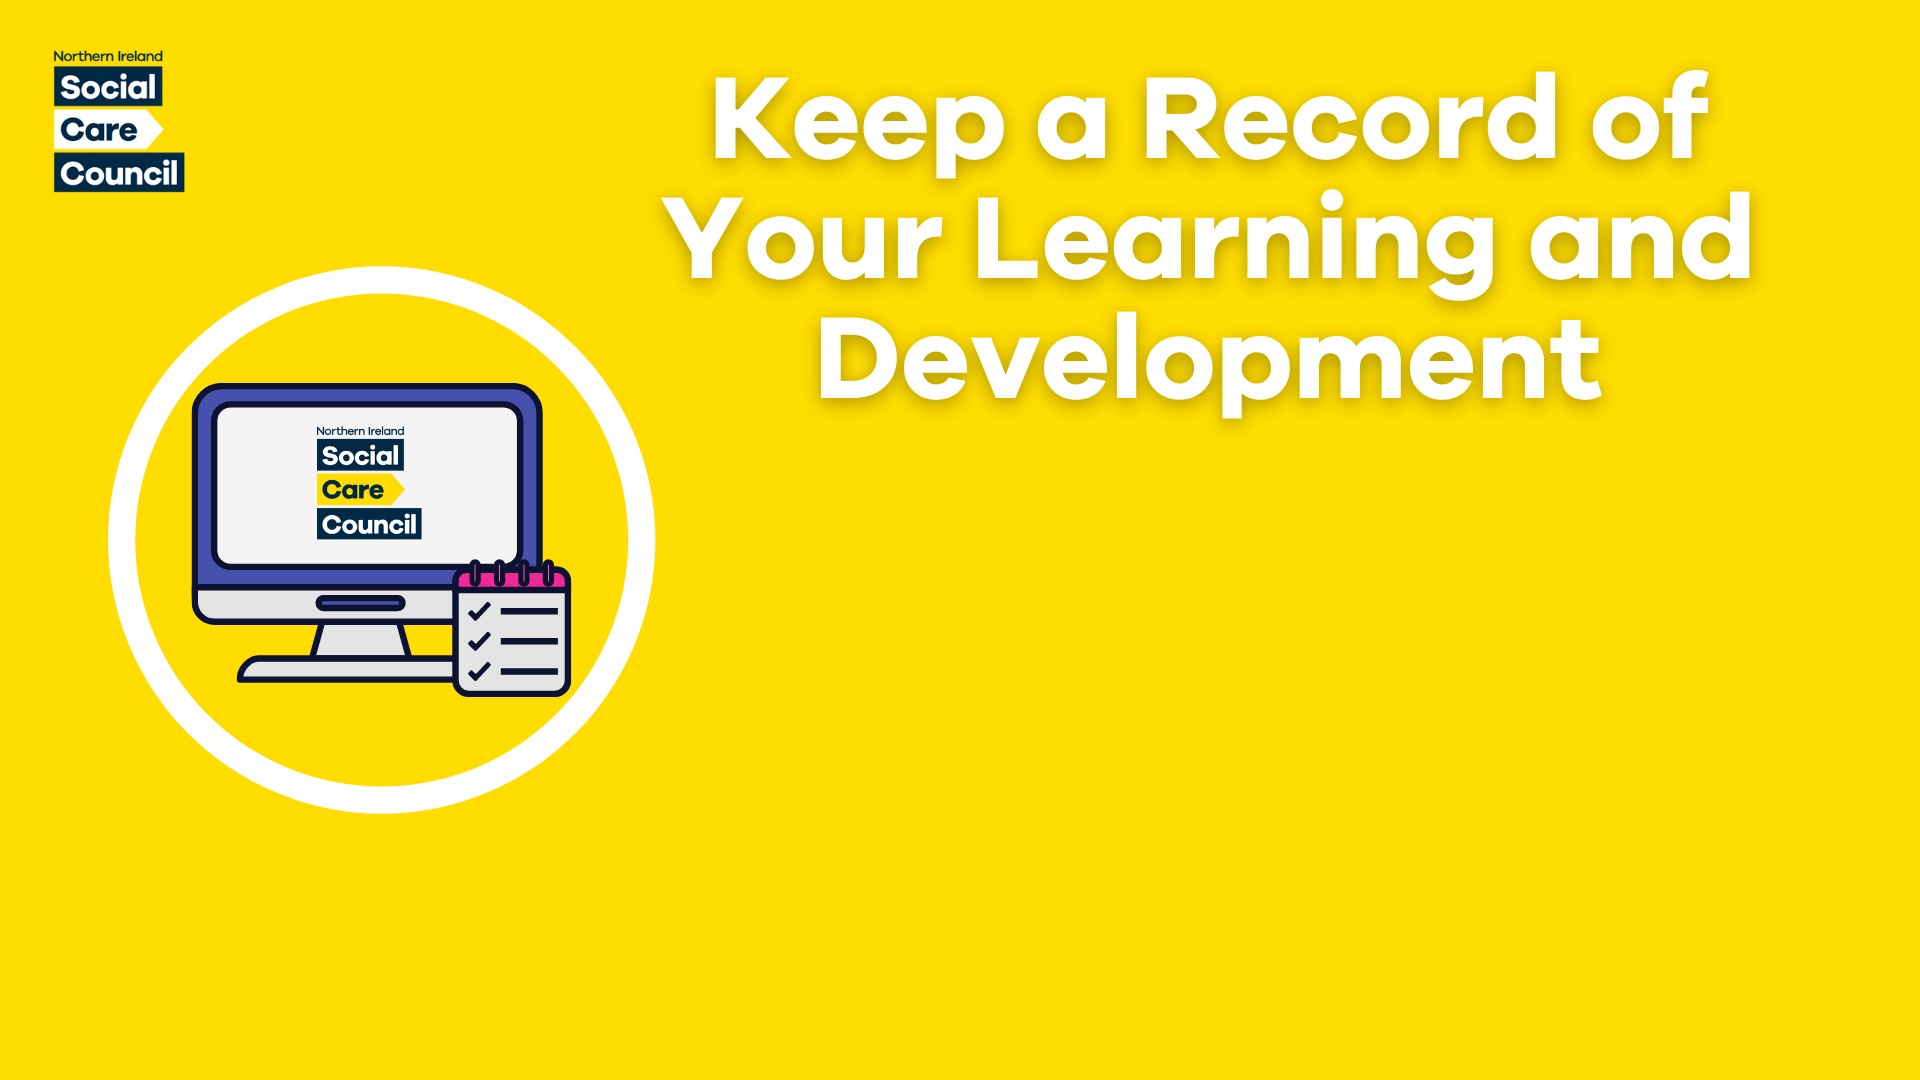 Northern Ireland
Social
Care
Council
Keep a Record of
Your Learning and
Development
Northern Ireland
Social
Care
Council